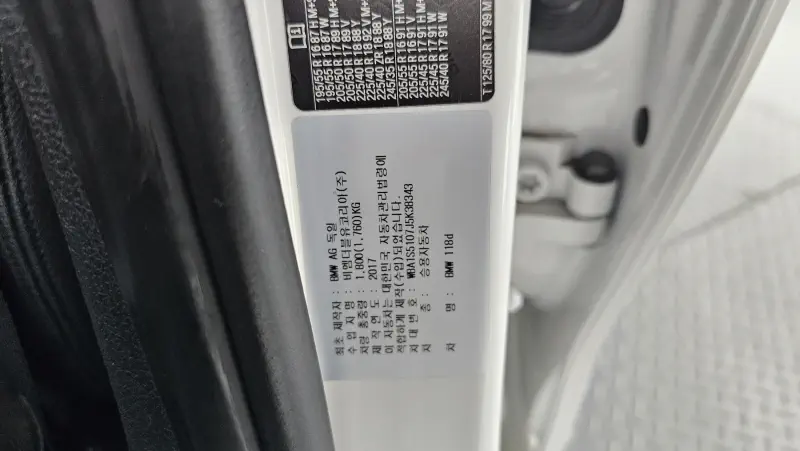 195/55 R 16 87 H M+S
195/55 R 16 87 W
205/50 R 17 89 H M+S
205/50 R 17 89 V
225/40 R 18 88 Y
225/40 R 18 92 V M+S
225/40 ZR 18 88 Y
245/35 R 18 88 Y
205/55 R 16 91 H M+S
205/55 R 16 91 V
225/45 R 17 91 V
225/45 R 17 91 W
245/40 R 17 91 W
T 125/80 R 17 99 M
최초 제작자 : BMW AG 독일
수 입 자 명 : 비엠더블유코리아(주)
차량 총중량 : 1,800(1,760)KG
제 작 연 도 : 2017
이 자동차는 대한민국 자동차관리법령에
적합하게 제작(수입)되었습니다.
차 대 번 호 : WBA1S5107J5K38343
차 종 : 승용자동차
차 명 : BMW 118d